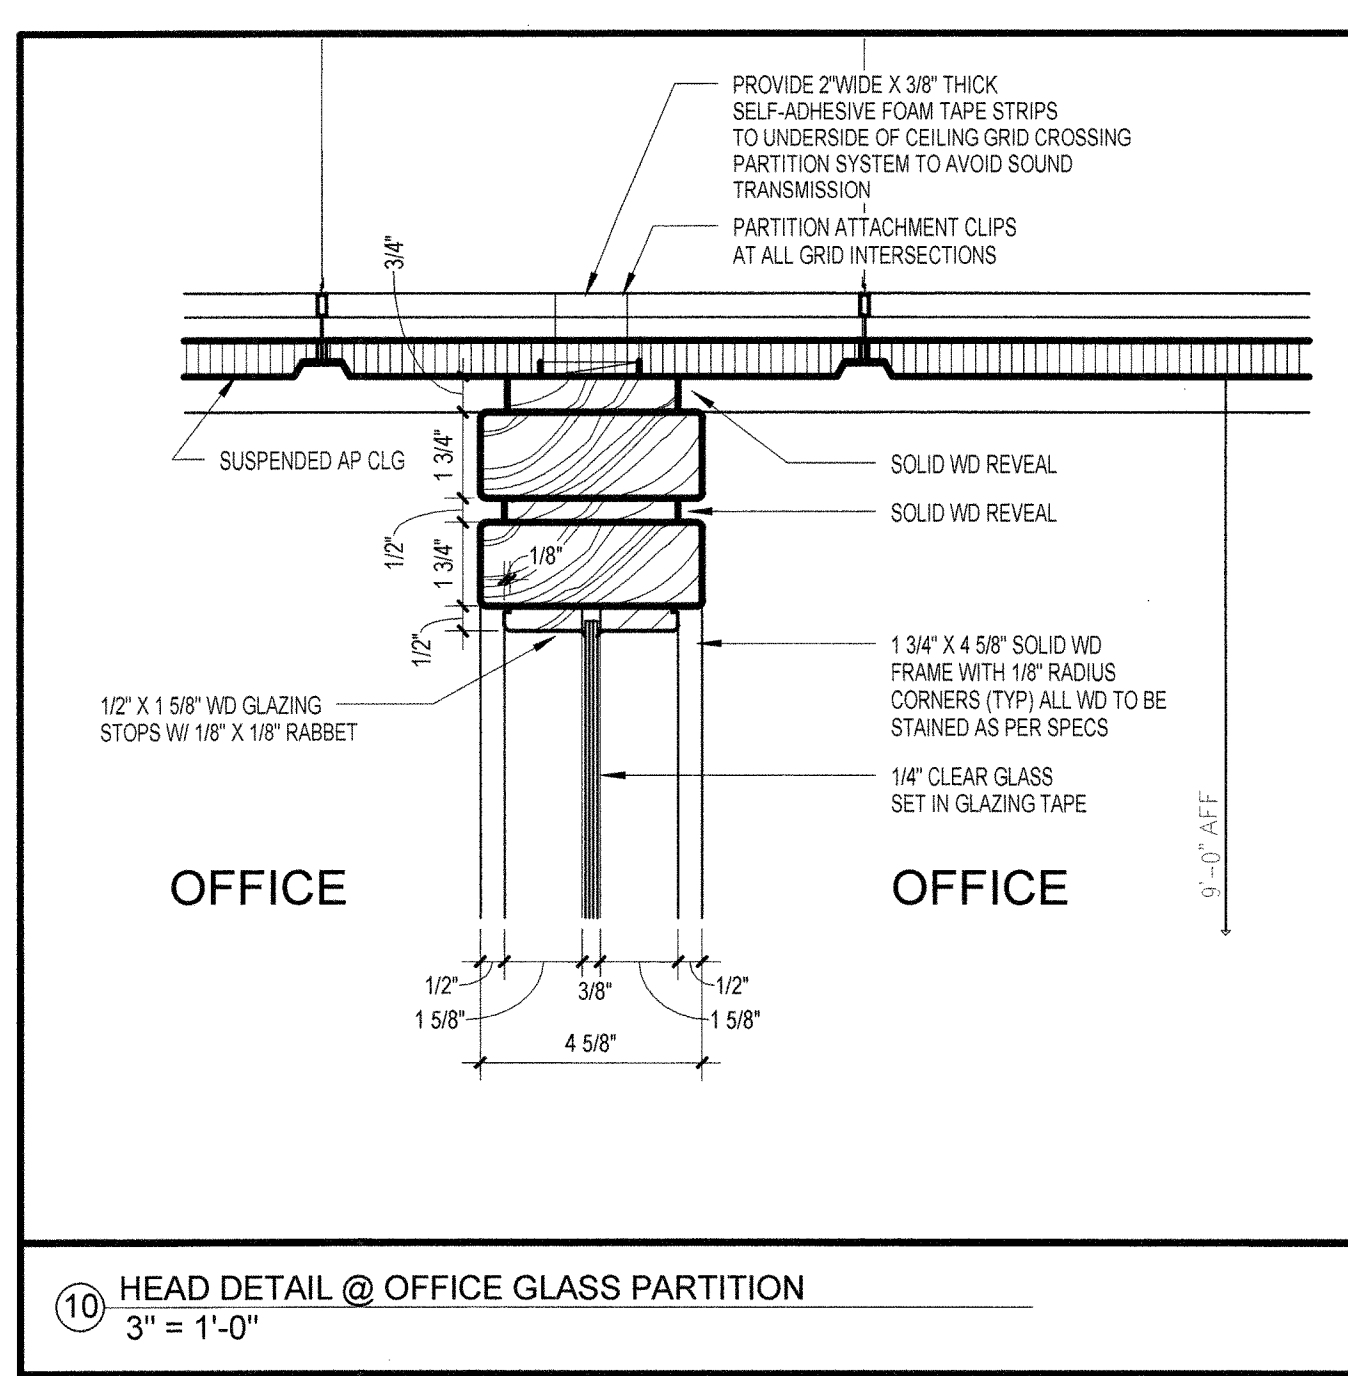 PROVIDE 2"WIDE X 3/8" THICK
SELF-ADHESIVE FOAM TAPE STRIPS
TO UNDERSIDE OF CEILING GRID CROSSING
PARTITION SYSTEM TO AVOID SOUND
TRANSMISSION
PARTITION ATTACHMENT CLIPS
AT ALL GRID INTERSECTIONS
3/4"
SUSPENDED AP CLG
1 3/4"
SOLID WD REVEAL
1/2"
SOLID WD REVEAL
1 3/4"
1/8"
1/2"
1/2" X 1 5/8" WD GLAZING
STOPS W/ 1/8" X 1/8" RABBET
1 3/4" X 4 5/8" SOLID WD
FRAME WITH 1/8" RADIUS
CORNERS (TYP) ALL WD TO BE
STAINED AS PER SPECS
1/4" CLEAR GLASS
SET IN GLAZING TAPE
9'-0" AFF
OFFICE
OFFICE
1/2"
3/8"
1/2"
1 5/8"
1 5/8"
4 5/8"
10
HEAD DETAIL @ OFFICE GLASS PARTITION
3" = 1'-0"